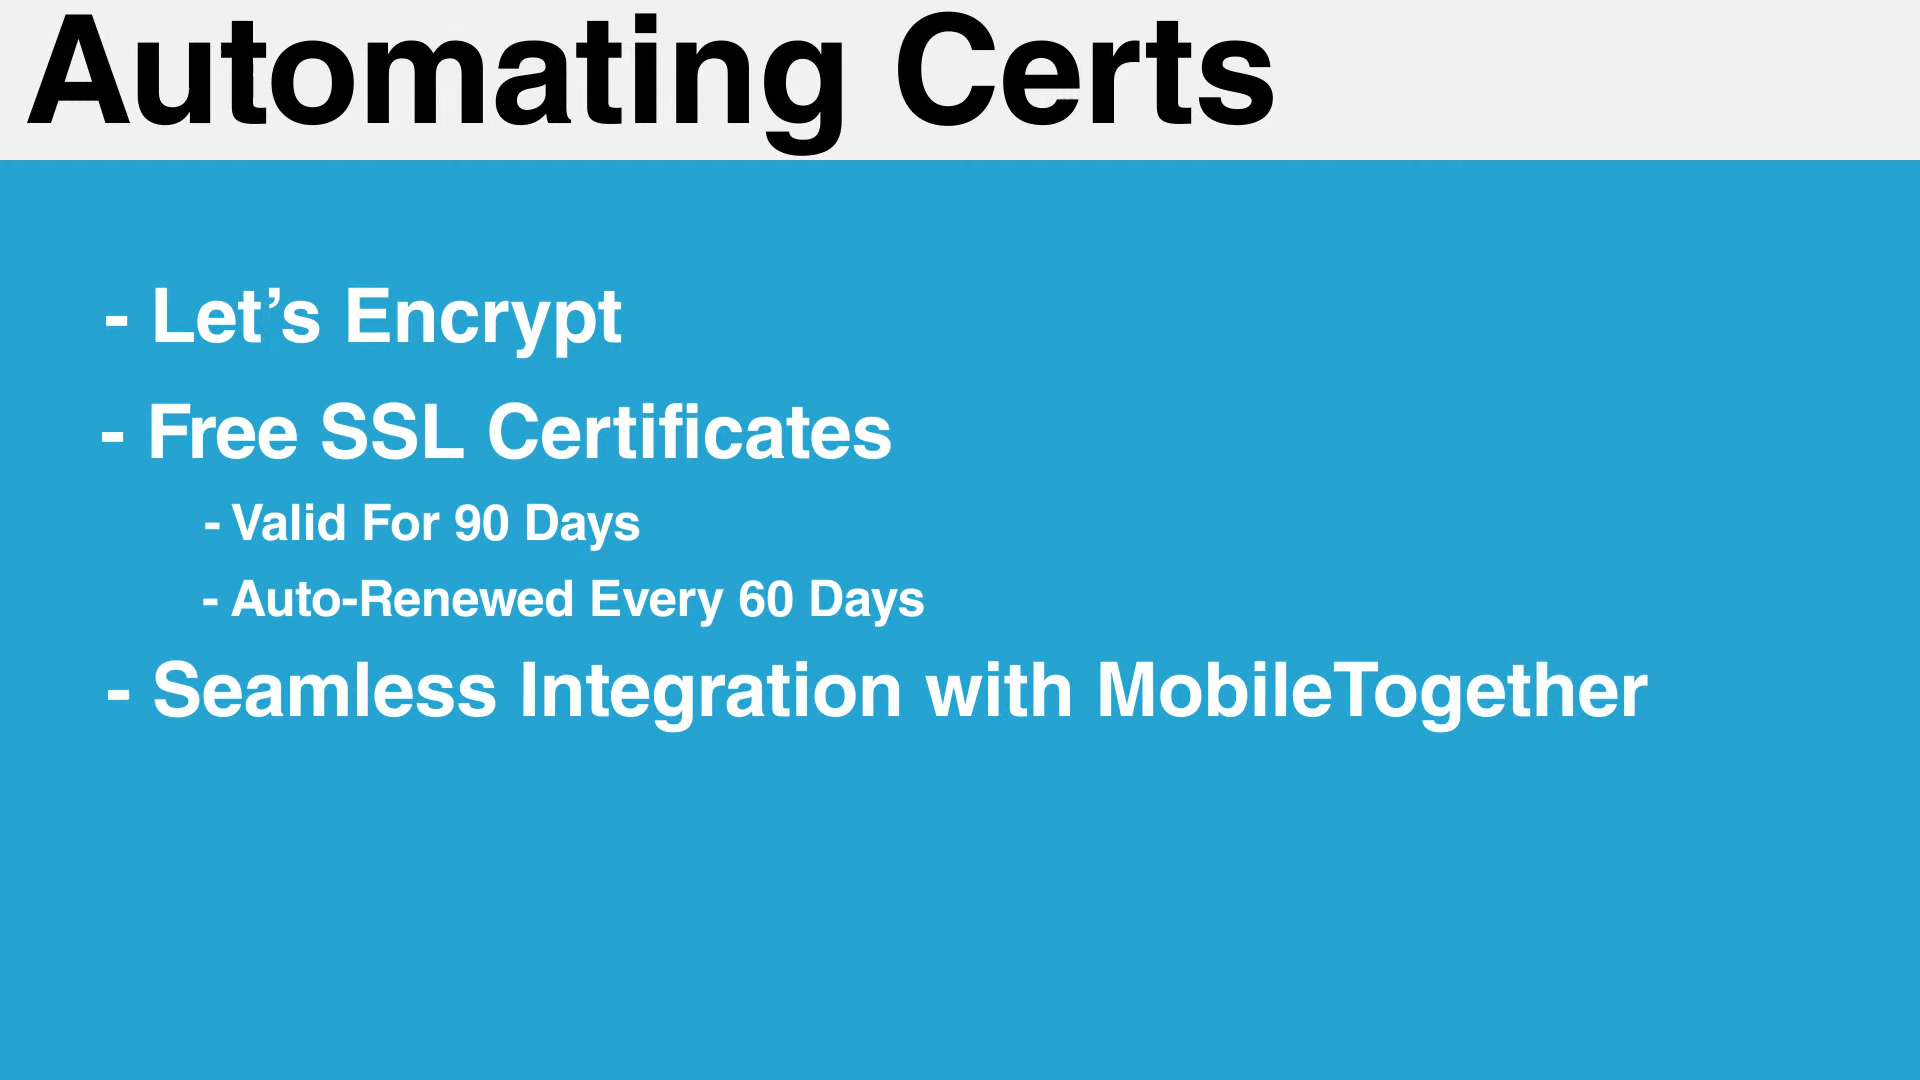 Automating Certs
- Let’s Encrypt
- Free SSL Certificates
- Valid For 90 Days
- Auto-Renewed Every 60 Days
- Seamless Integration with MobileTogether